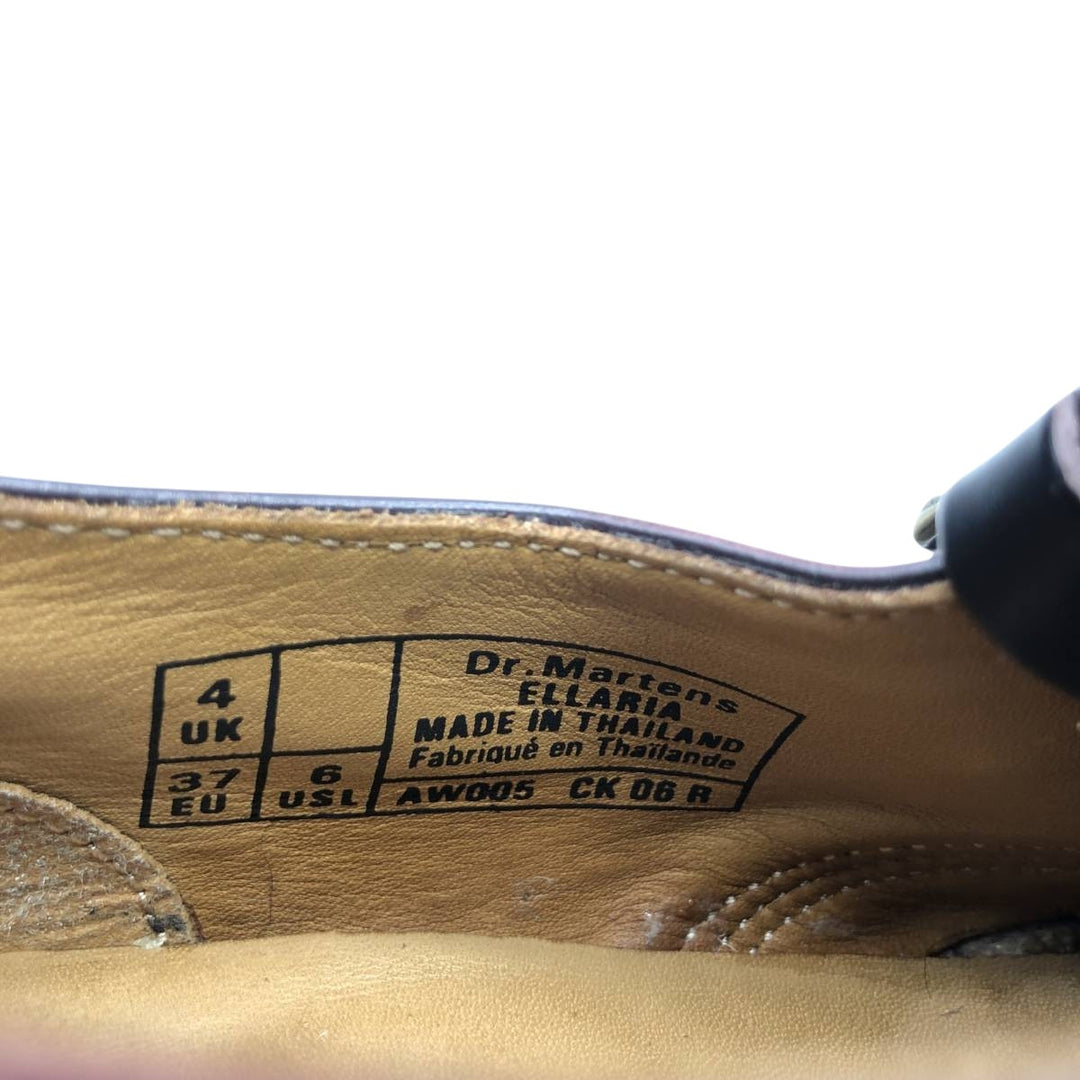 4
UK
37
EU
6
USL
Dr.Martens
ELLARIA
MADE IN THAILAND
Fabriqué en Thaïlande
AW005 CK 06 R